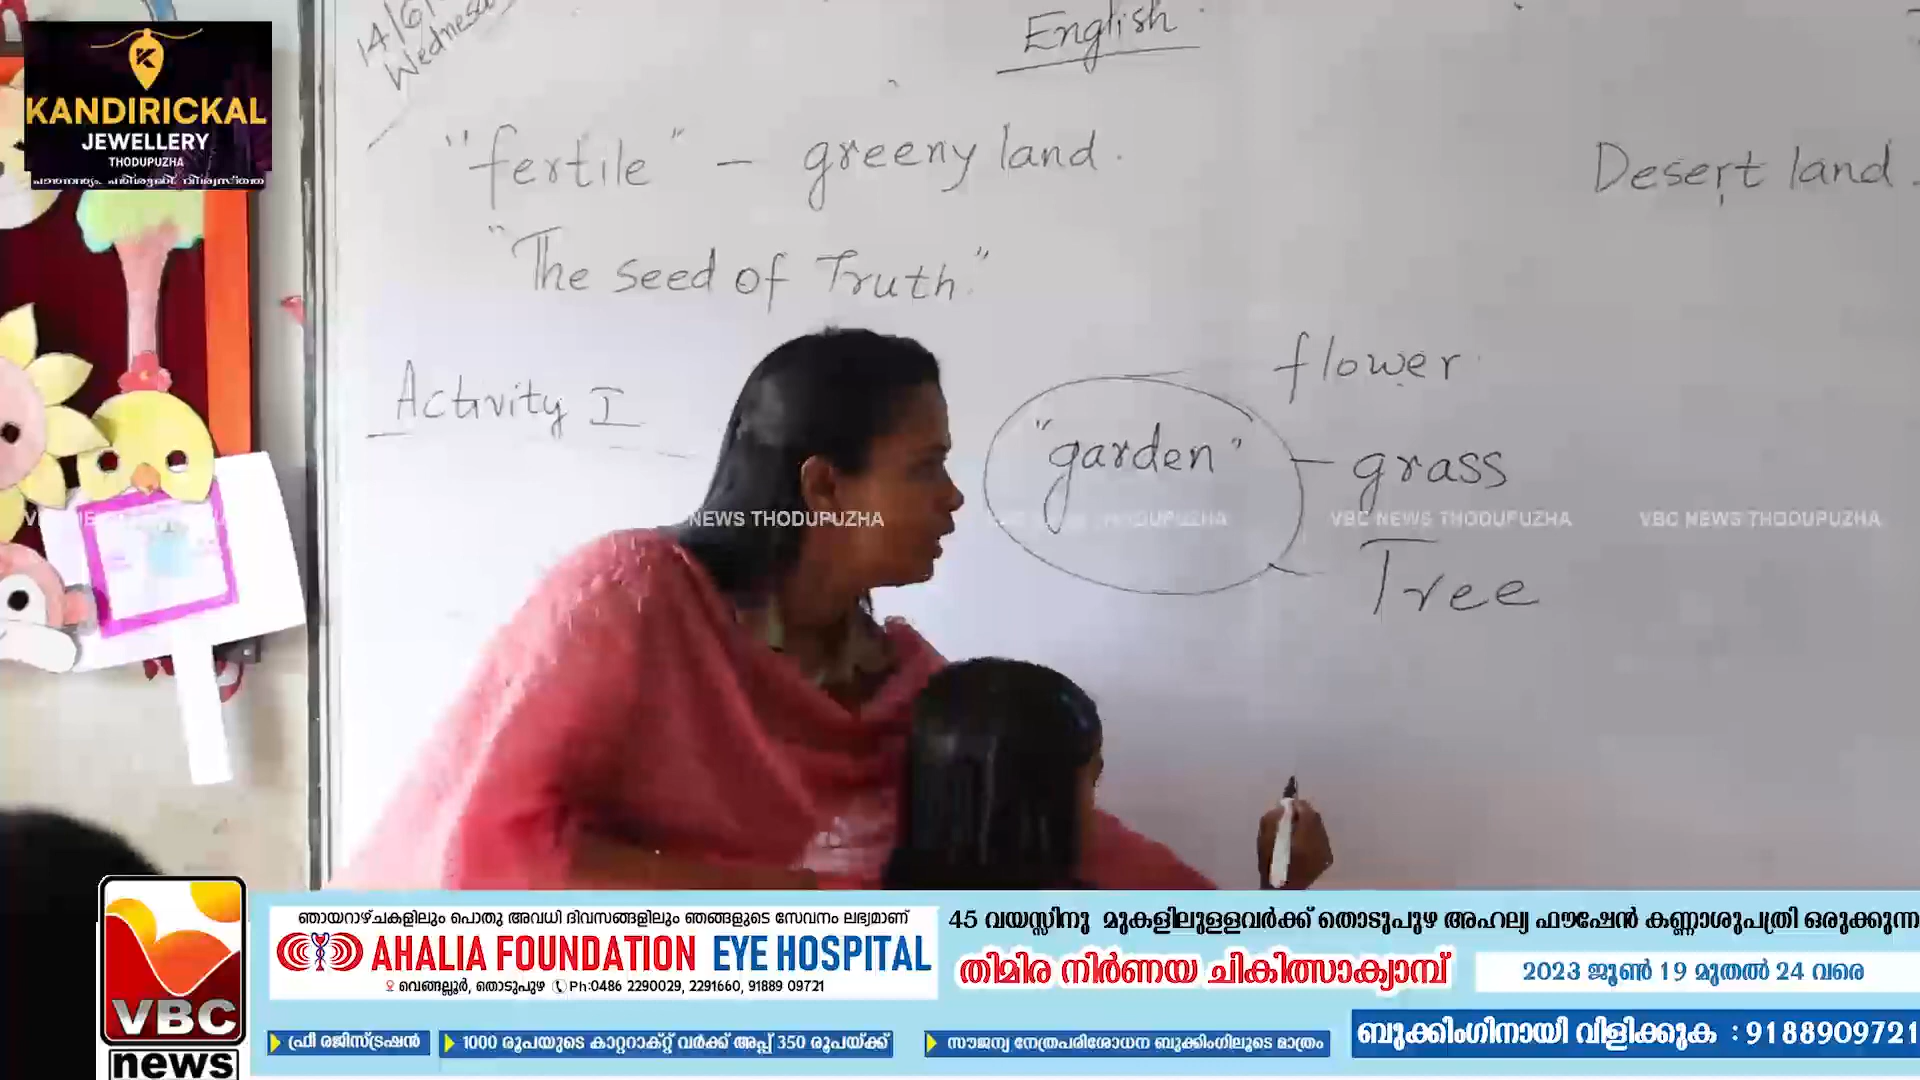 KANDIRICKAL
JEWELLERY
THODUPUZHA
14/6/
Wednesday
English
"fertile" - greeny land.
Desert land.
"The seed of Truth."
Activity I
flower
"garden"
grass
Tree
NEWS THODUPUZHA
VBC NEWS THODUPUZHA
VBC NEWS THODUPUZHA
VBC
news
ഞായറാഴ്ചകളിലും പൊതു അവധി ദിവസങ്ങളിലും ഞങ്ങളുടെ സേവനം ലഭ്യമാണ്
AHALIA FOUNDATION EYE HOSPITAL
വെങ്ങല്ലൂർ, തൊടുപുഴ Ph:0486 2290029, 2291660, 91889 09721
45 വയസ്സിനു മുകളിലുളളവർക്ക് തൊടുപുഴ അഹല്യ ഫൗഷേൻ കണ്ണാശുപത്രി ഒരുക്കുന്ന
തിമിര നിർണയ ചികിത്സാക്യാമ്പ്
2023 ജൂൺ 19 മുതൽ 24 വരെ
ഫ്രീ രജിസ്ട്രഷൻ
1000 രൂപയുടെ കാറ്ററാക്റ്റ് വർക്ക് അപ്പ് 350 രൂപയ്ക്ക്
സൗജന്യ നേത്രപരിശോധന ബുക്കിംഗിലൂടെ മാത്രം
ബുക്കിംഗിനായി വിളിക്കുക : 9188909721